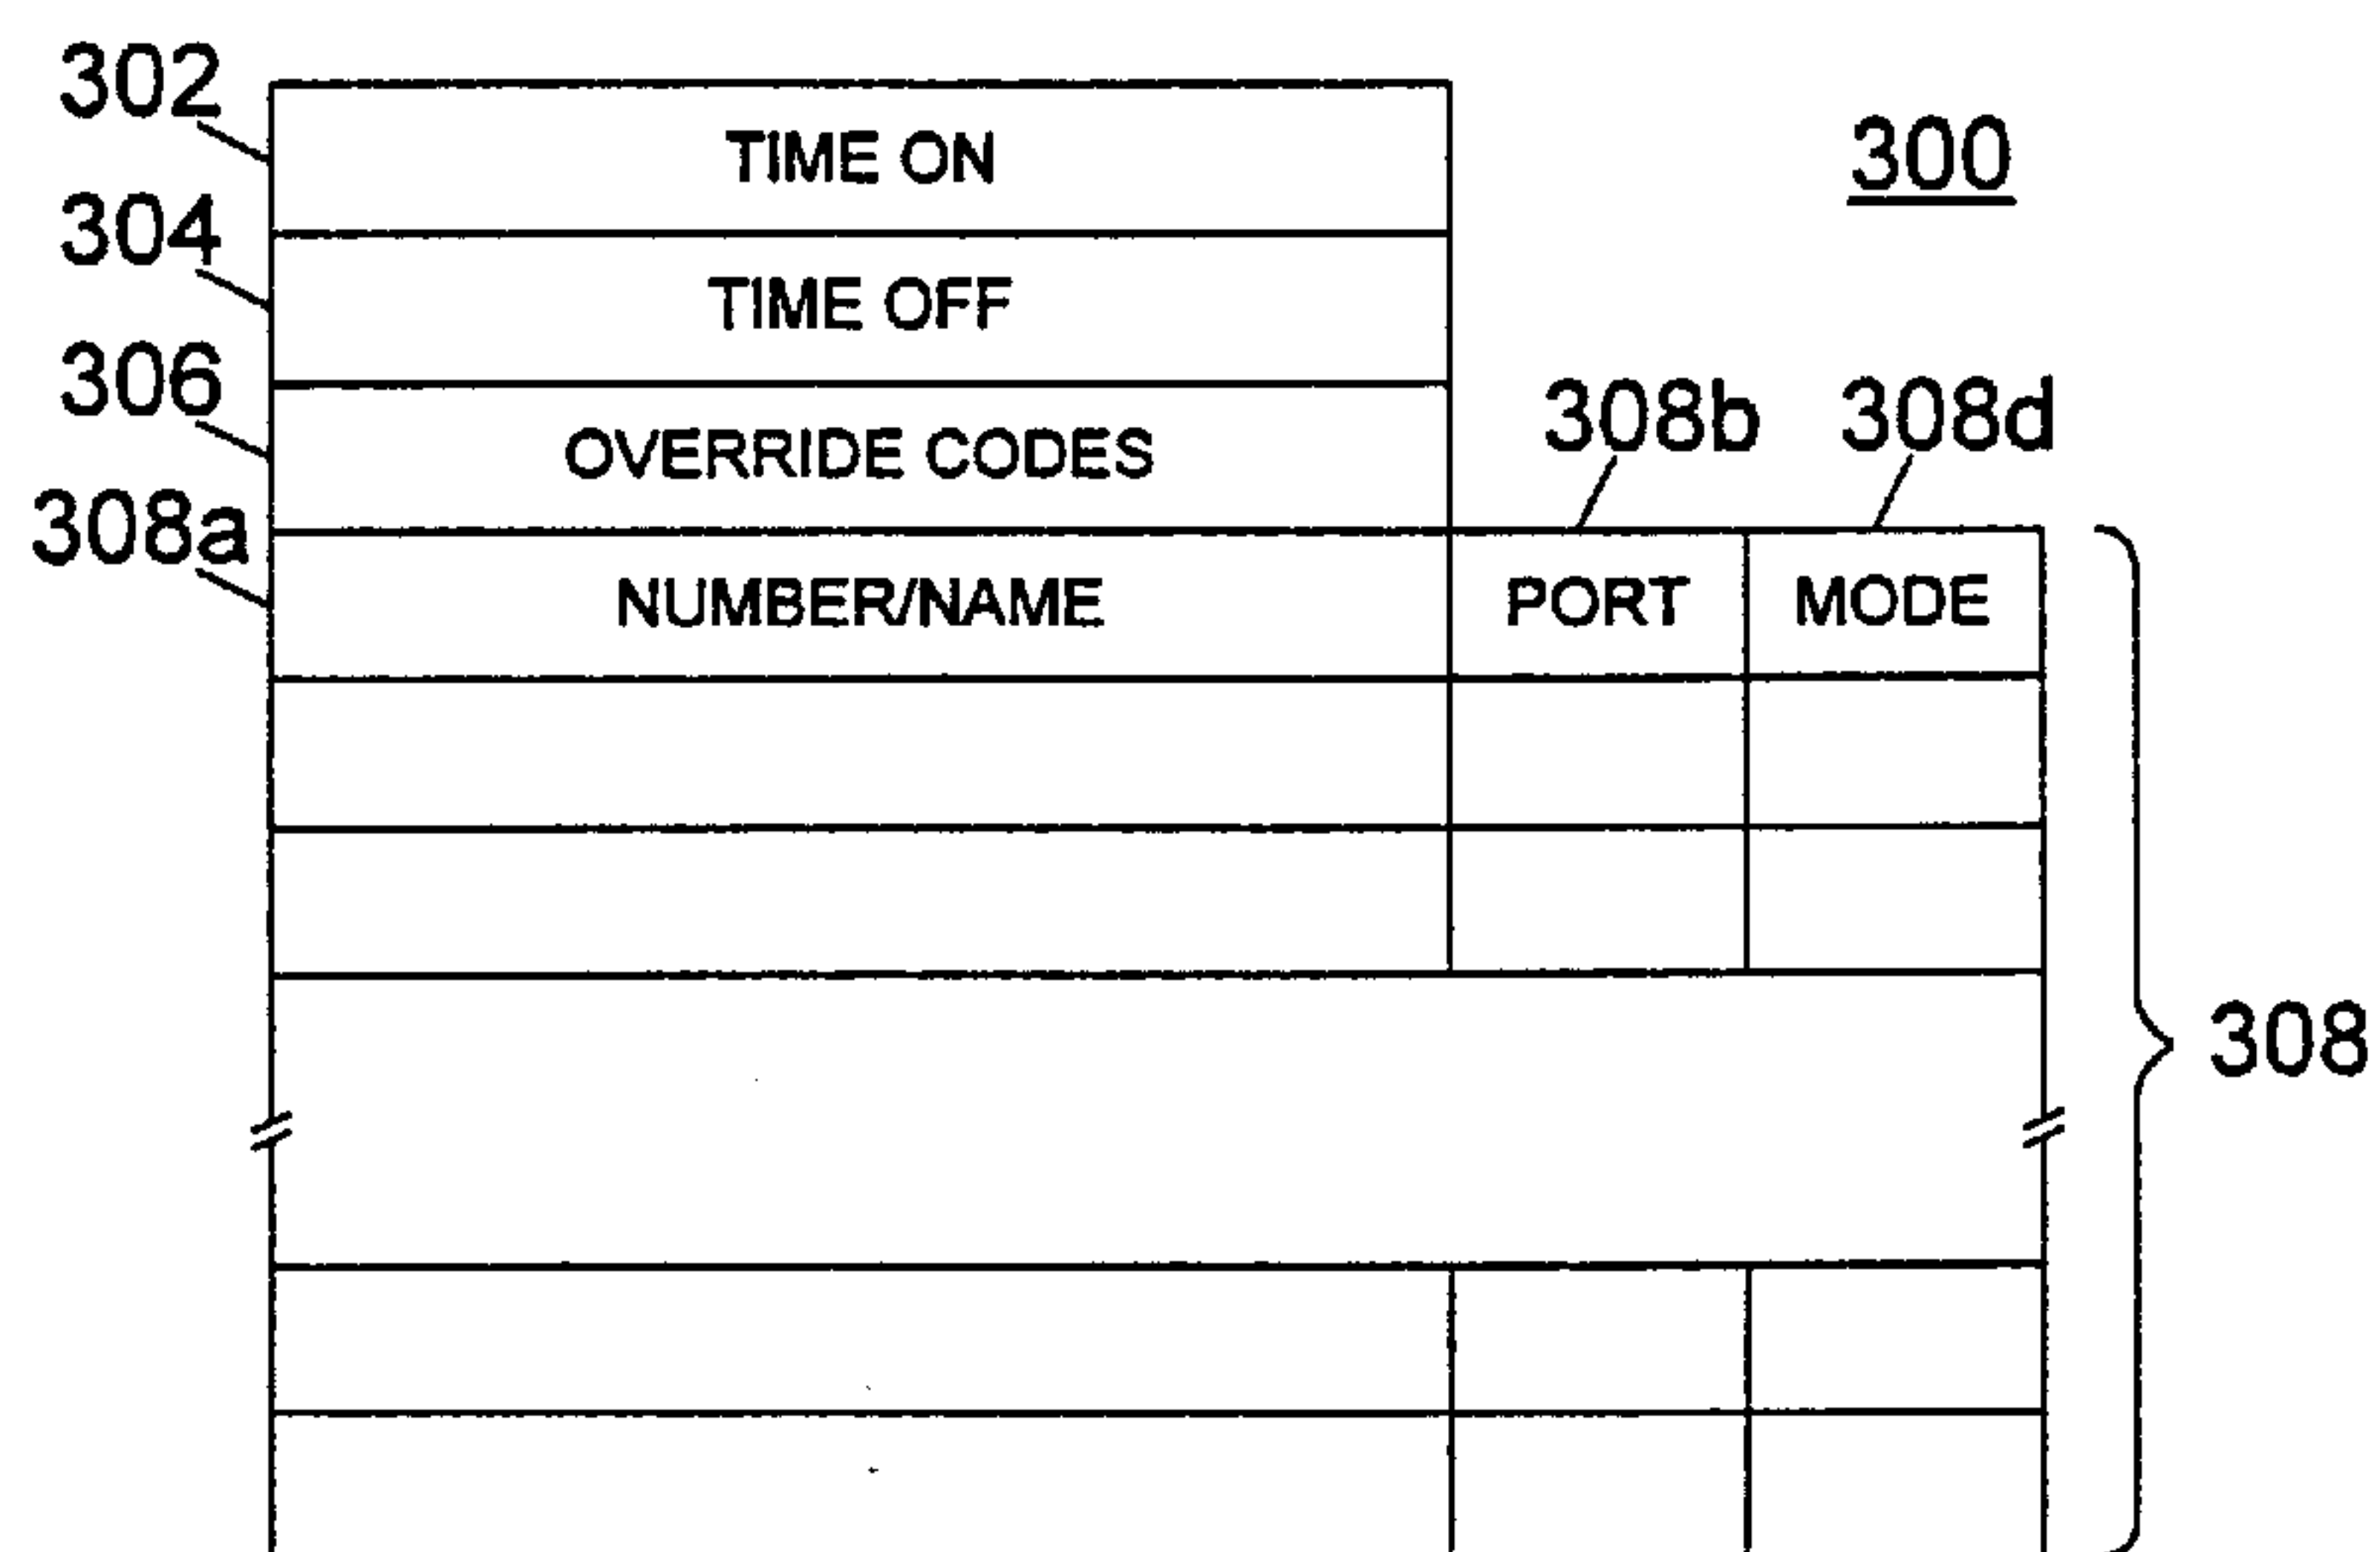 302
TIME ON
300
304
TIME OFF
306
OVERRIDE CODES
308b 308d
308a
NUMBER/NAME PORT MODE
308